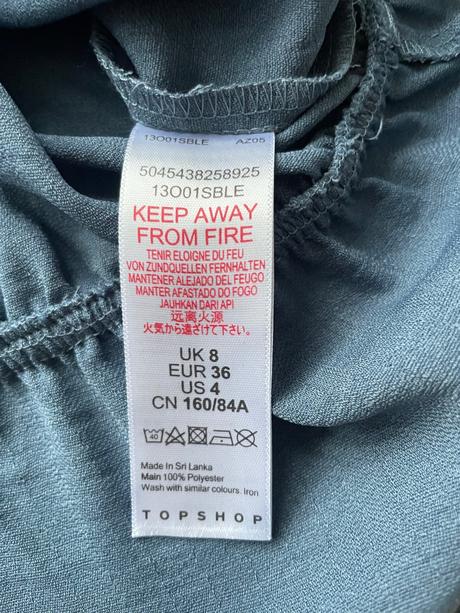 13O01SBLE AZ05
5045438258925
13O01SBLE
KEEP AWAY
FROM FIRE
TENIR ELOIGNE DU FEU
VON ZUNDQUELLEN FERNHALTEN
MANTENER ALEJADO DEL FEUGO
MANTER AFASTADO DO FOGO
JAUHKAN DARI API
远离火源
火気から遠ざけて下さい。
UK 8
EUR 36
US 4
CN 160/84A
40
Made In Sri Lanka
Main 100% Polyester
Wash with similar colours. Iron
TOPSHOP